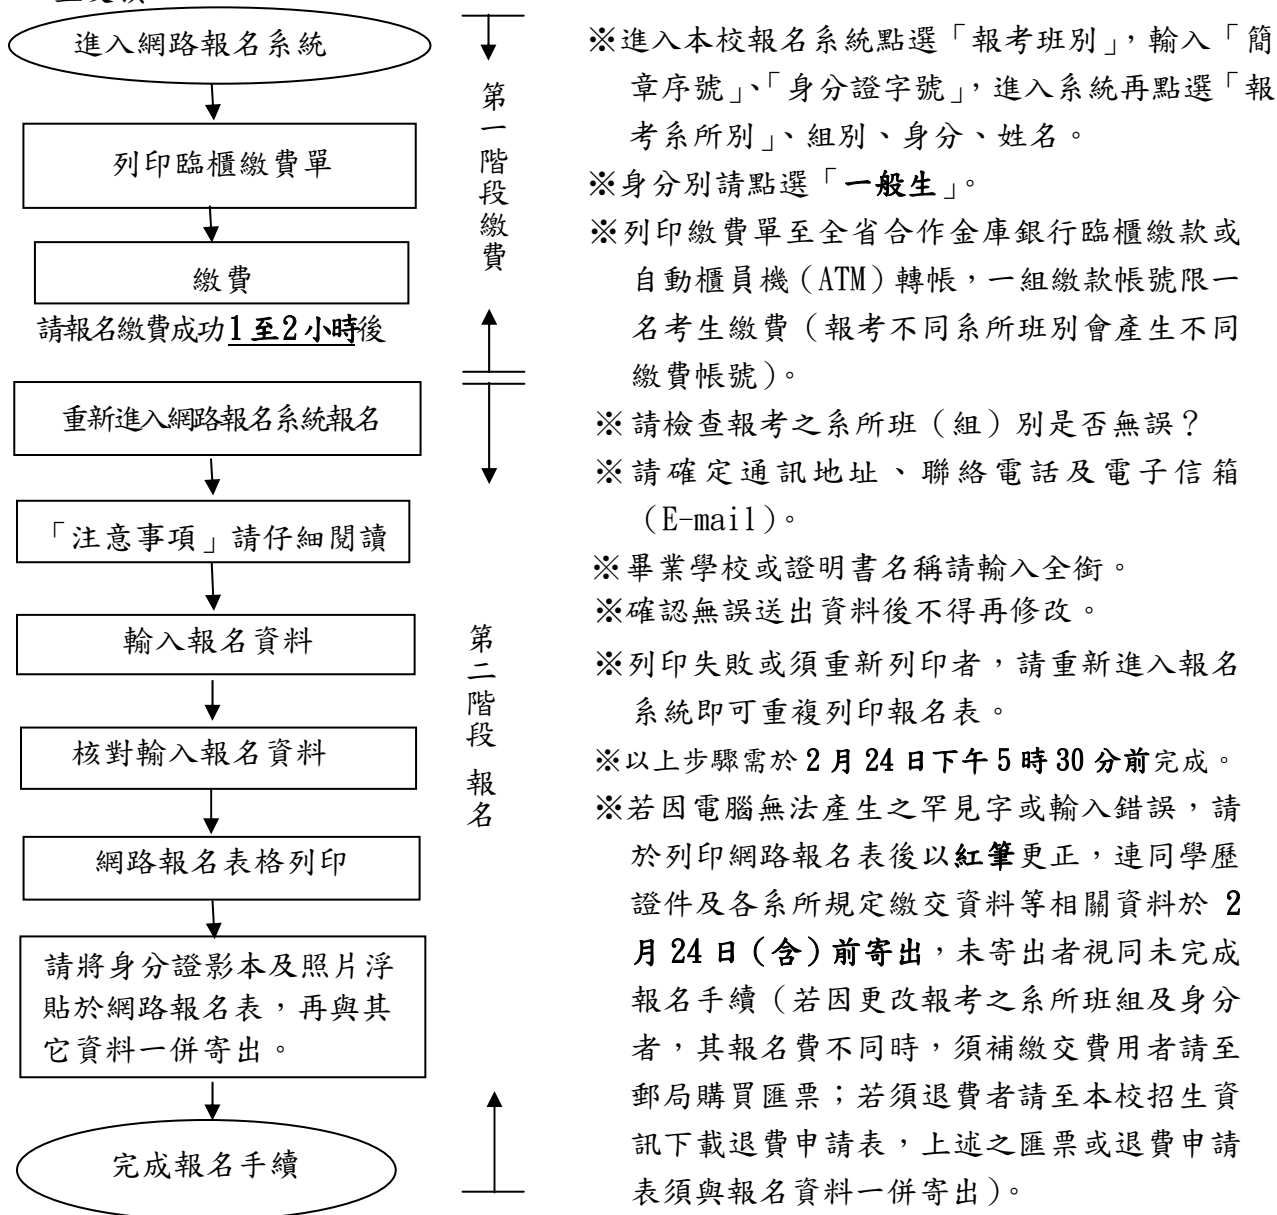 進入網路報名系統
列印臨櫃繳費單
繳費
請報名繳費成功1至2小時後
重新進入網路報名系統報名
「注意事項」請仔細閱讀
輸入報名資料
核對輸入報名資料
網路報名表格列印
請將身分證影本及照片浮
貼於網路報名表，再與其
它資料一併寄出。
完成報名手續
第一階段繳費
第二階段 報名
※進入本校報名系統點選「報考班別」，輸入「簡
章序號」、「身分證字號」，進入系統再點選「報
考系所別」、組別、身分、姓名。
※身分別請點選「一般生」。
※列印繳費單至全省合作金庫銀行臨櫃繳款或
自動櫃員機（ATM）轉帳，一組繳款帳號限一
名考生繳費（報考不同系所班別會產生不同
繳費帳號）。
※請檢查報考之系所班（組）別是否無誤？
※請確定通訊地址、聯絡電話及電子信箱
（E-mail）。
※畢業學校或證明書名稱請輸入全銜。
※確認無誤送出資料後不得再修改。
※列印失敗或須重新列印者，請重新進入報名
系統即可重複列印報名表。
※以上步驟需於2月24日下午5時30分前完成。
※若因電腦無法產生之罕見字或輸入錯誤，請
於列印網路報名表後以紅筆更正，連同學歷
證件及各系所規定繳交資料等相關資料於 2
月24日（含）前寄出，未寄出者視同未完成
報名手續（若因更改報考之系所班組及身分
者，其報名費不同時，須補繳交費用者請至
郵局購買匯票；若須退費者請至本校招生資
訊下載退費申請表，上述之匯票或退費申請
表須與報名資料一併寄出）。